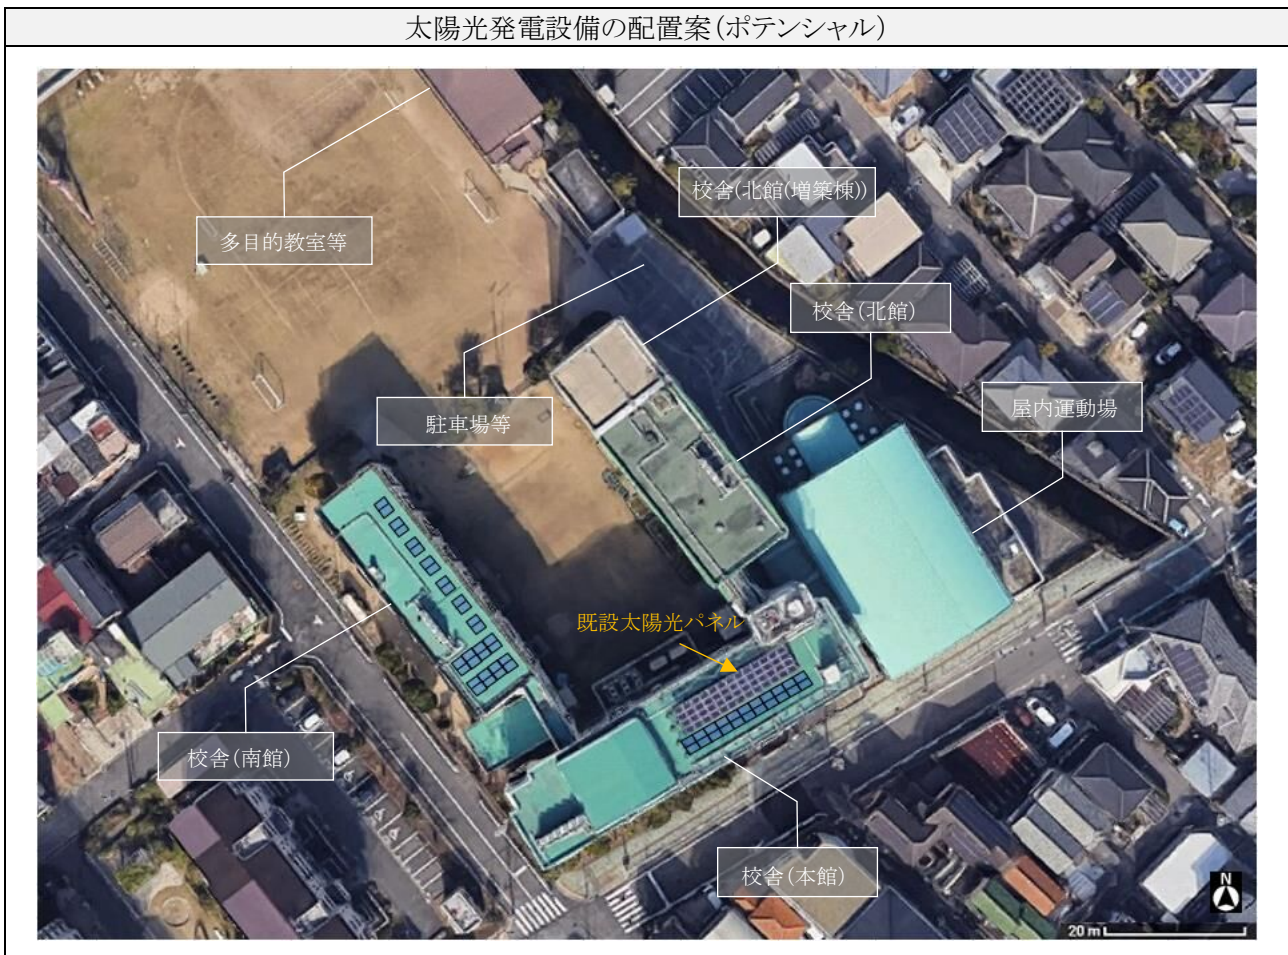 太陽光発電設備の配置案(ポテンシャル)
校舎(北館(増築棟))
多目的教室等
校舎(北館)
駐車場等
屋内運動場
既設太陽光パネル
校舎(南館)
校舎(本館)
N
20 m